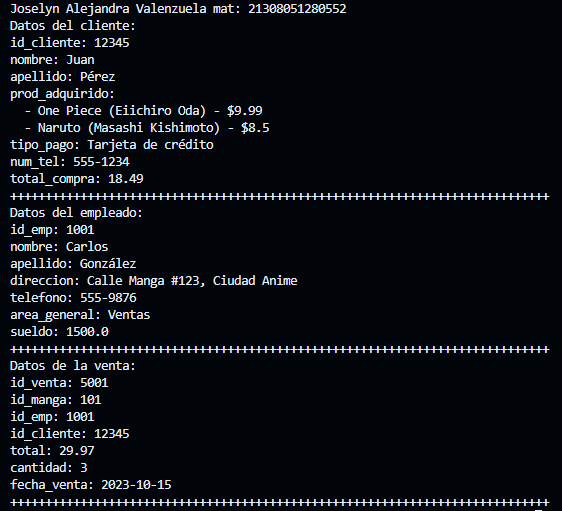 Joselyn Alejandra Valenzuela mat: 21308051280552
Datos del cliente:
id_cliente: 12345
nombre: Juan
apellido: Pérez
prod_adquirido:
  - One Piece (Eiichiro Oda) - $9.99
  - Naruto (Masashi Kishimoto) - $8.5
tipo_pago: Tarjeta de crédito
num_tel: 555-1234
total_compra: 18.49
+++++++++++++++++++++++++++++++++++++++++++++++++++++++++++++++++++++++++++++
Datos del empleado:
id_emp: 1001
nombre: Carlos
apellido: González
direccion: Calle Manga #123, Ciudad Anime
telefono: 555-9876
area_general: Ventas
sueldo: 1500.0
+++++++++++++++++++++++++++++++++++++++++++++++++++++++++++++++++++++++++++++
Datos de la venta:
id_venta: 5001
id_manga: 101
id_emp: 1001
id_cliente: 12345
total: 29.97
cantidad: 3
fecha_venta: 2023-10-15
+++++++++++++++++++++++++++++++++++++++++++++++++++++++++++++++++++++++++++++